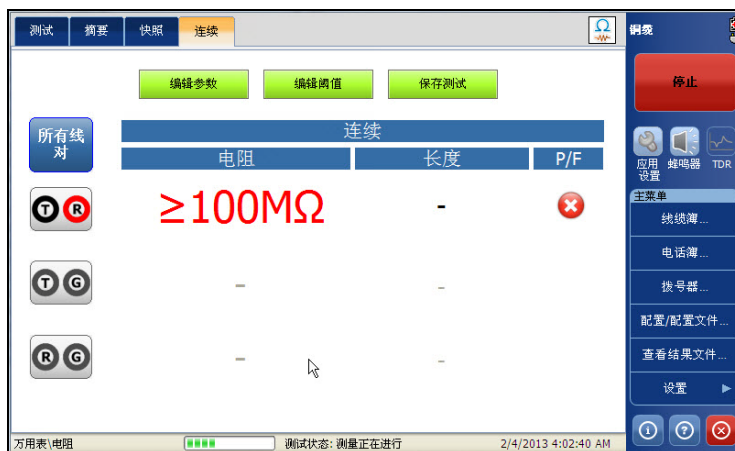 测试 摘要 快照 连续 铜缆
编辑参数 编辑阈值 保存测试 停止
所有线对
连续
电阻 长度 P/F
应用设置 蜂鸣器 TDR
主菜单
T R ≥100MΩ -
线缆簿...
电话簿...
T G - -
拨号器...
配置/配置文件...
R G - -
查看结果文件...
设置
万用表\电阻 测试状态: 测量正在进行 2/4/2013 4:02:40 AM